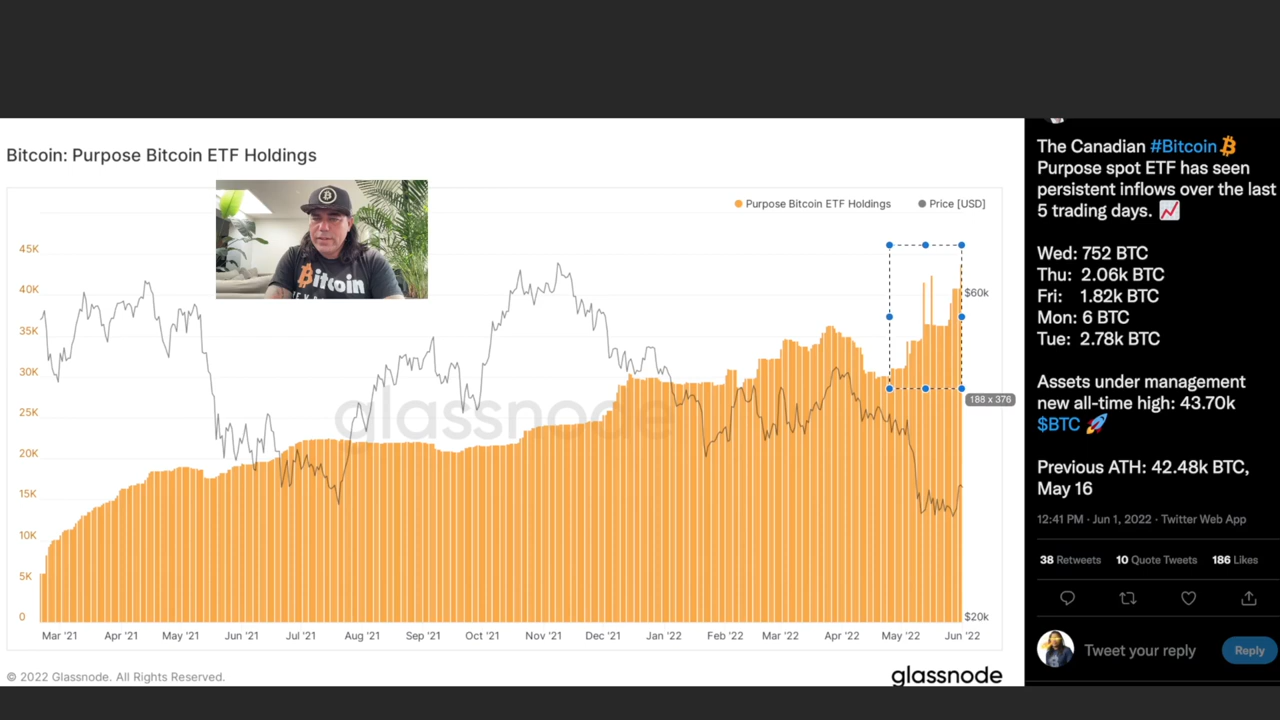 Bitcoin: Purpose Bitcoin ETF Holdings
Purpose Bitcoin ETF Holdings
Price [USD]
Bitcoin
45K
40K
35K
30K
25K
20K
15K
10K
5K
0
$60k
$20k
188 x 376
glassnode
Mar '21
Apr '21
May '21
Jun '21
Jul '21
Aug '21
Sep '21
Oct '21
Nov '21
Dec '21
Jan '22
Feb '22
Mar '22
Apr '22
May '22
Jun '22
© 2022 Glassnode. All Rights Reserved.
glassnode
The Canadian #Bitcoin
Purpose spot ETF has seen
persistent inflows over the last
5 trading days.
Wed: 752 BTC
Thu: 2.06k BTC
Fri: 1.82k BTC
Mon: 6 BTC
Tue: 2.78k BTC
Assets under management
new all-time high: 43.70k
$BTC
Previous ATH: 42.48k BTC,
May 16
12:41 PM · Jun 1, 2022 · Twitter Web App
38 Retweets 10 Quote Tweets 186 Likes
Tweet your reply
Reply